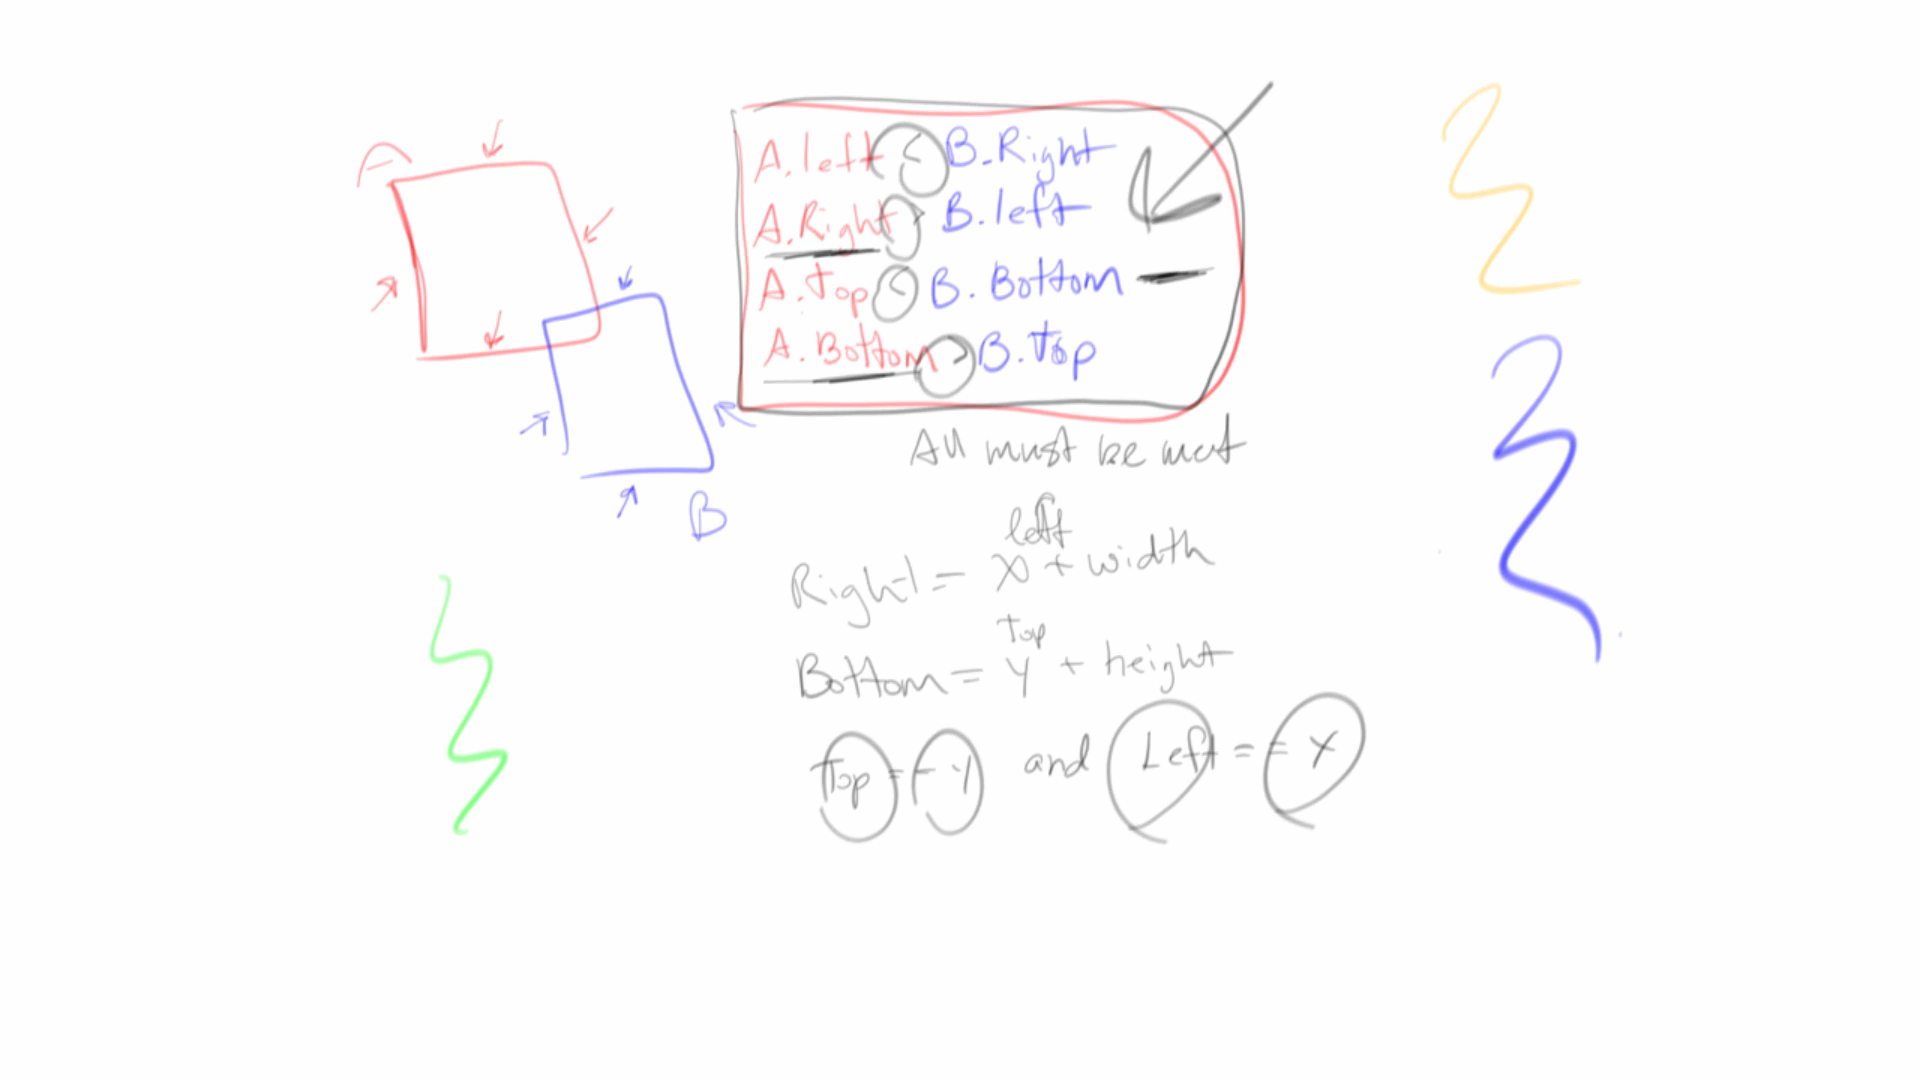 A
A.left < B.Right
A.Right > B.left
A.Top < B.Bottom
A.Bottom > B.Top
All must be met
B
left
Right = X + width
Top
Bottom = Y + height
Top == Y and Left == X